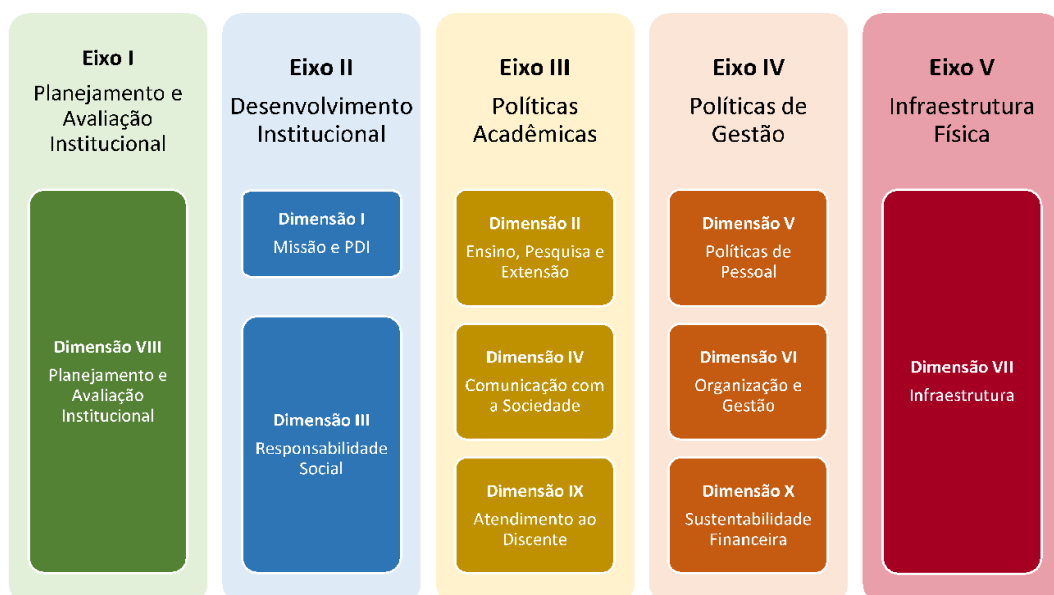 Eixo I
Planejamento e
Avaliação
Institucional
Dimensão VIII
Planejamento e
Avaliação
Institucional
Eixo II
Desenvolvimento
Institucional
Dimensão I
Missão e PDI
Dimensão III
Responsabilidade
Social
Eixo III
Políticas
Acadêmicas
Dimensão II
Ensino, Pesquisa e
Extensão
Dimensão IV
Comunicação com
a Sociedade
Dimensão IX
Atendimento ao
Discente
Eixo IV
Políticas de
Gestão
Dimensão V
Políticas de
Pessoal
Dimensão VI
Organização e
Gestão
Dimensão X
Sustentabilidade
Financeira
Eixo V
Infraestrutura
Física
Dimensão VII
Infraestrutura